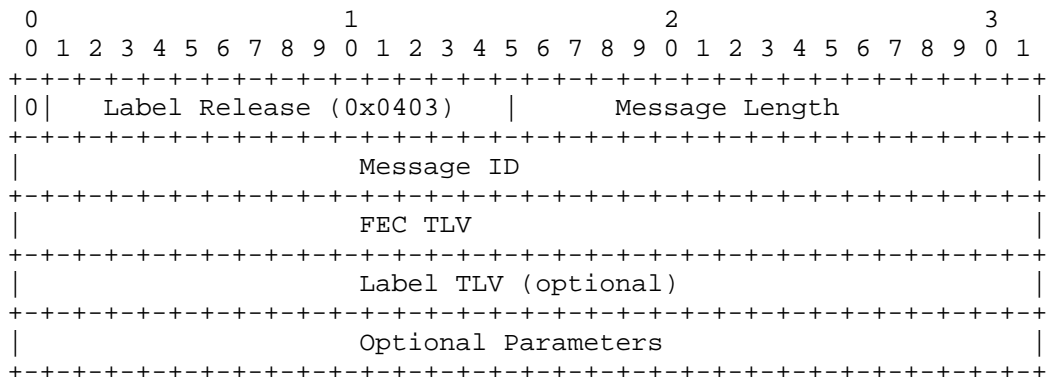 0                   1                   2                   3
 0 1 2 3 4 5 6 7 8 9 0 1 2 3 4 5 6 7 8 9 0 1 2 3 4 5 6 7 8 9 0 1
+-+-+-+-+-+-+-+-+-+-+-+-+-+-+-+-+-+-+-+-+-+-+-+-+-+-+-+-+-+-+-+-+
|0|   Label Release (0x0403)    |      Message Length           |
+-+-+-+-+-+-+-+-+-+-+-+-+-+-+-+-+-+-+-+-+-+-+-+-+-+-+-+-+-+-+-+-+
|                     Message ID                                |
+-+-+-+-+-+-+-+-+-+-+-+-+-+-+-+-+-+-+-+-+-+-+-+-+-+-+-+-+-+-+-+-+
|                     FEC TLV                                   |
+-+-+-+-+-+-+-+-+-+-+-+-+-+-+-+-+-+-+-+-+-+-+-+-+-+-+-+-+-+-+-+-+
|                     Label TLV (optional)                      |
+-+-+-+-+-+-+-+-+-+-+-+-+-+-+-+-+-+-+-+-+-+-+-+-+-+-+-+-+-+-+-+-+
|                     Optional Parameters                       |
+-+-+-+-+-+-+-+-+-+-+-+-+-+-+-+-+-+-+-+-+-+-+-+-+-+-+-+-+-+-+-+-+